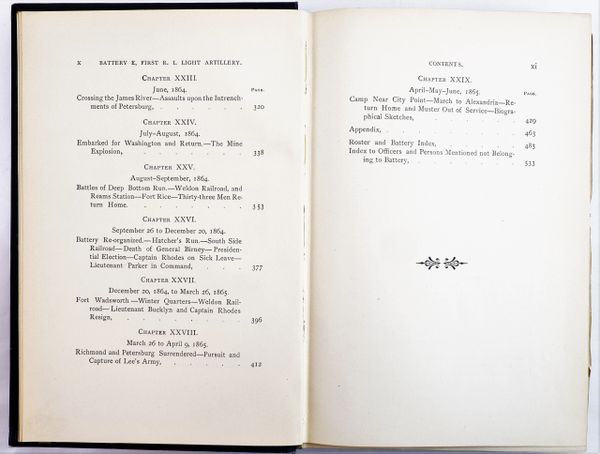 x BATTERY E, FIRST R. I. LIGHT ARTILLERY.
CHAPTER XXIII.
June, 1864. PAGE.
Crossing the James River—Assaults upon the Intrench-
ments of Petersburg, . . . . . . 320
CHAPTER XXIV.
July-August, 1864.
Embarked for Washington and Return.—The Mine
Explosion, . . . . . . 338
CHAPTER XXV.
August-September, 1864.
Battles of Deep Bottom Run.—Weldon Railroad, and
Reams Station—Fort Rice—Thirty-three Men Re-
turn Home. . . . . . . 353
CHAPTER XXVI.
September 26 to December 20, 1864.
Battery Re-organized.—Hatcher's Run.—South Side
Railroad—Death of General Birney—Presiden-
tial Election—Captain Rhodes on Sick Leave—
Lieutenant Parker in Command, . . . . 377
CHAPTER XXVII.
December 20, 1864, to March 26, 1865.
Fort Wadsworth—Winter Quarters—Weldon Rail-
road—Lieutenant Bucklyn and Captain Rhodes
Resign, . . . . . . 396
CHAPTER XXVIII.
March 26 to April 9, 1865.
Richmond and Petersburg Surrendered—Pursuit and
Capture of Lee's Army, . . . . . 412
CONTENTS. xi
CHAPTER XXIX.
April-May-June, 1865. PAGE.
Camp Near City Point—March to Alexandria—Re-
turn Home and Muster Out of Service—Biogra-
phical Sketches, . . . . . . 429
Appendix, . . . . . . 463
Roster and Battery Index, . . . . . 485
Index to Officers and Persons Mentioned not Belong-
ing to Battery, . . . . . . 533